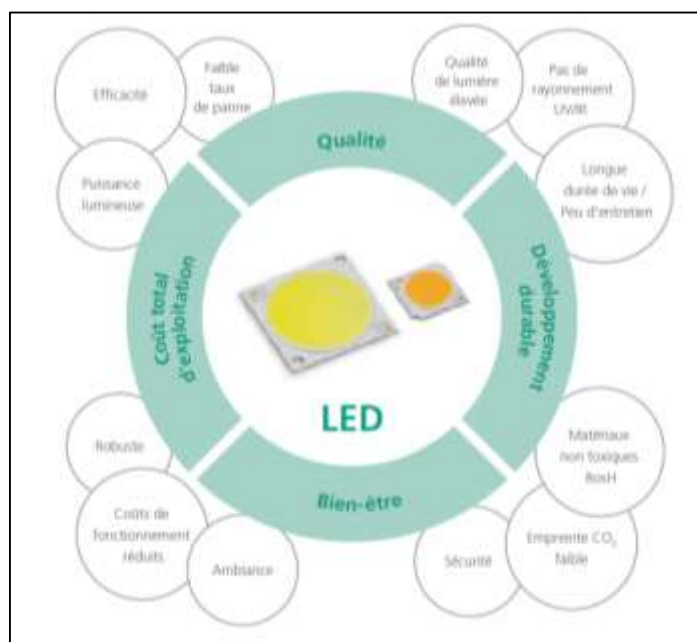 Efficacité
Faible
taux
de panne
Puissance
lumineuse
Qualité
de lumière
élevée
Pac de
rayonnement
UV/IR
Longue
durée de vie /
Peu d'entretien
Qualité
Coût total
d'exploitation
Développement
durable
LED
Bien-être
Robuste
Coûts de
fonctionnement
réduits
Ambiance
Matériaux
non toxiques
RosH
Empreinte CO₂
faible
Sécurité